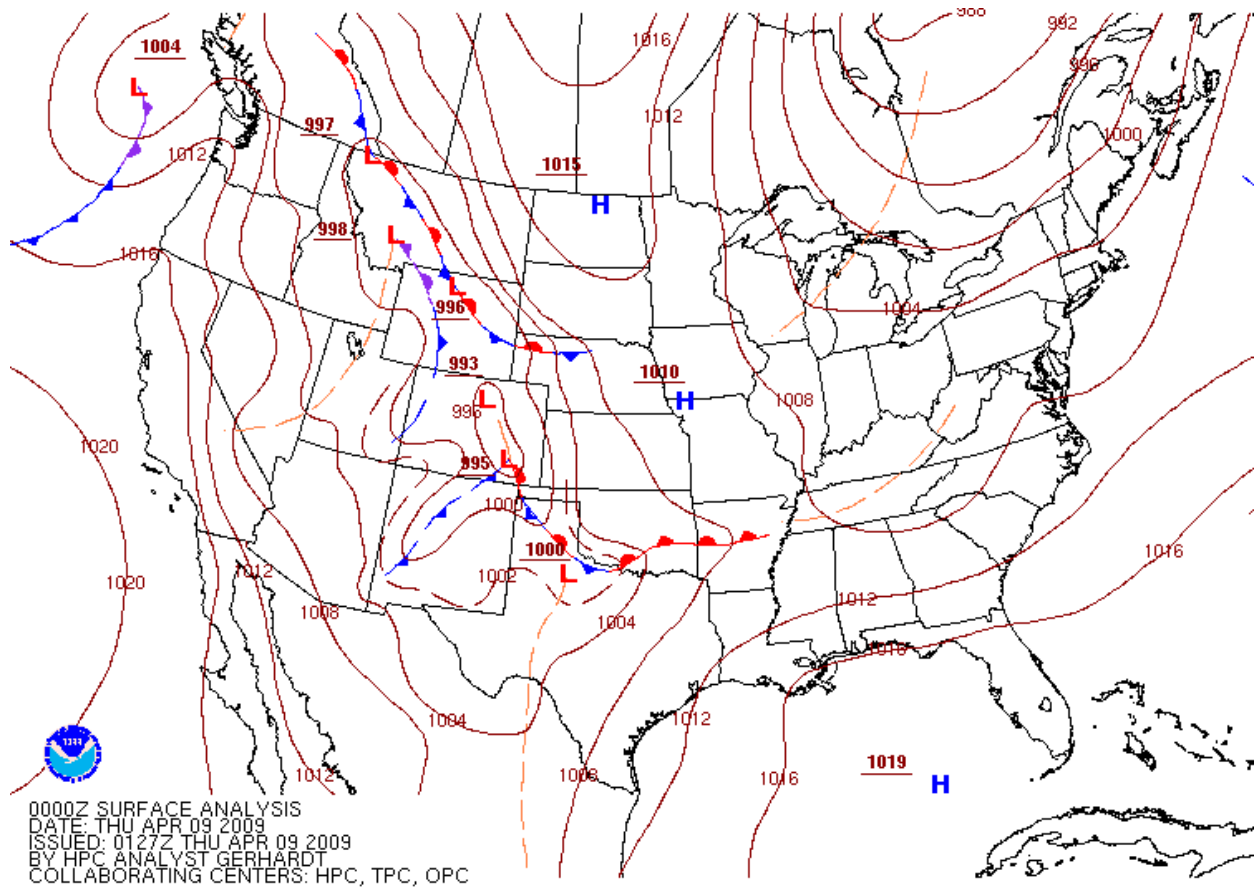 988
992
1004
1016
996
1012
997
1000
1012
1015
998
1016
1004
996
993
1010
1008
996
1020
995
1000
1000
1016
1012
1002
1020
1008
1012
1004
1016
1004
1012
1019
1012
1008
1016
0000Z SURFACE ANALYSIS
DATE: THU APR 09 2009
ISSUED: 0127Z THU APR 09 2009
BY HPC ANALYST GERHARDT
COLLABORATING CENTERS: HPC, TPC, OPC
L
L
H
L
L
L
H
L
L
H